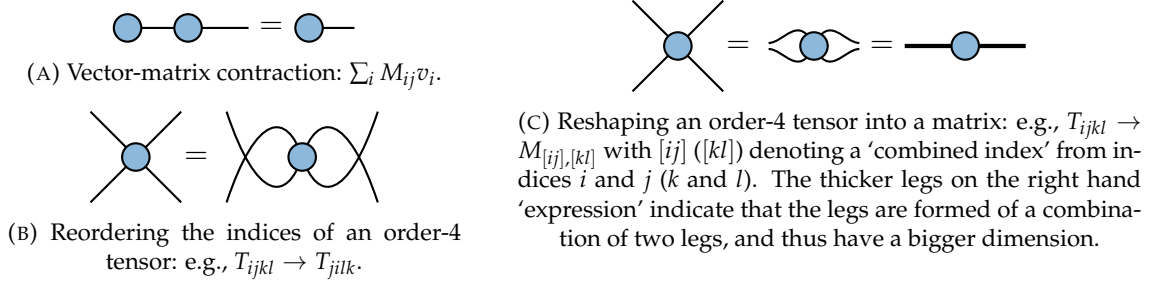 =
(A) Vector-matrix contraction: ∑ᵢ Mᵢⱼvᵢ.
=
(B) Reordering the indices of an order-4
tensor: e.g., Tᵢⱼₖₗ → Tⱼᵢₗₖ.
= =
(C) Reshaping an order-4 tensor into a matrix: e.g., Tᵢⱼₖₗ →
M_{[ij],[kl]} with [ij] ([kl]) denoting a ‘combined index’ from in-
dices i and j (k and l). The thicker legs on the right hand
‘expression’ indicate that the legs are formed of a combina-
tion of two legs, and thus have a bigger dimension.